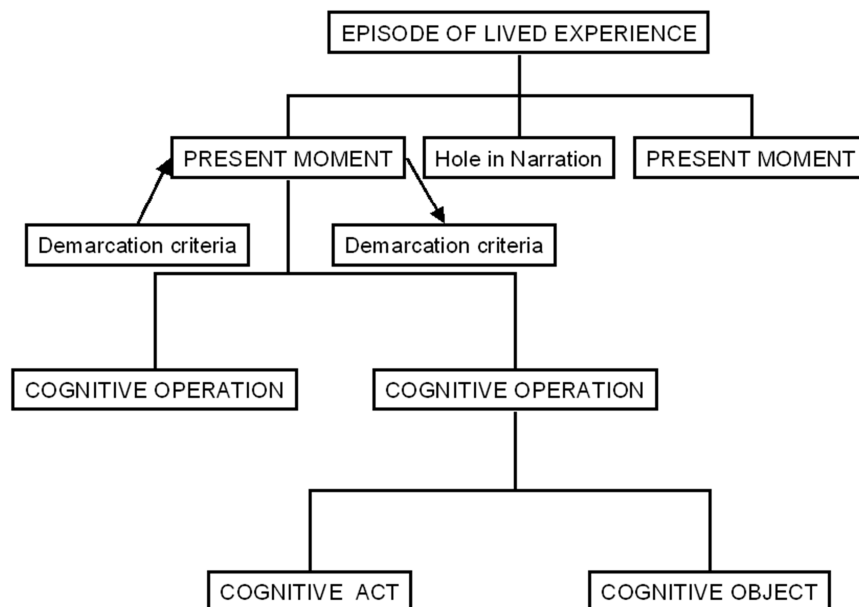 EPISODE OF LIVED EXPERIENCE
PRESENT MOMENT
Hole in Narration
PRESENT MOMENT
Demarcation criteria
Demarcation criteria
COGNITIVE OPERATION
COGNITIVE OPERATION
COGNITIVE ACT
COGNITIVE OBJECT